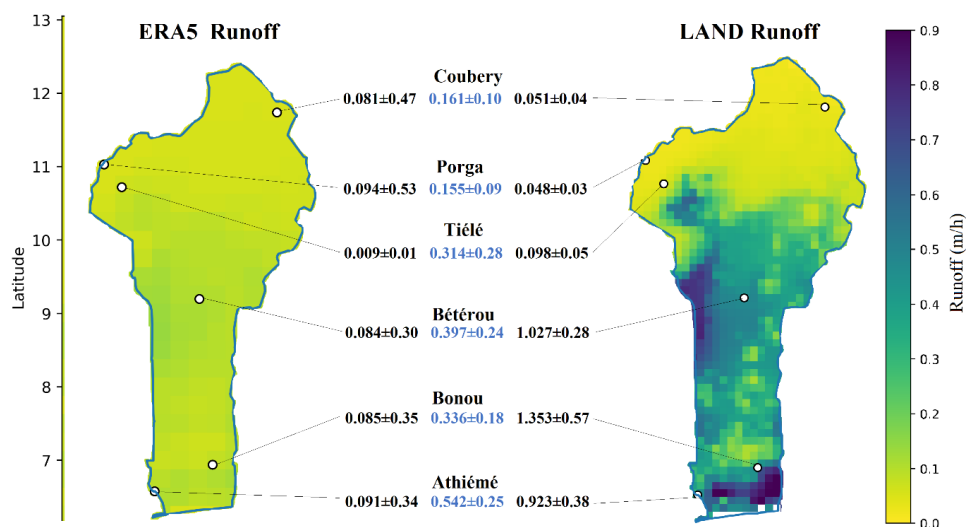 ERA5 Runoff
LAND Runoff
13
12
11
10
9
8
7
Latitude
Coubery
0.081±0.47 0.161±0.10 0.051±0.04
Porga
0.094±0.53 0.155±0.09 0.048±0.03
Tiélé
0.009±0.01 0.314±0.28 0.098±0.05
Bétérou
0.084±0.30 0.397±0.24 1.027±0.28
Bonou
0.085±0.35 0.336±0.18 1.353±0.57
Athiémé
0.091±0.34 0.542±0.25 0.923±0.38
0.9
0.8
0.7
0.6
0.5
0.4
0.3
0.2
0.1
0.0
Runoff (m/h)